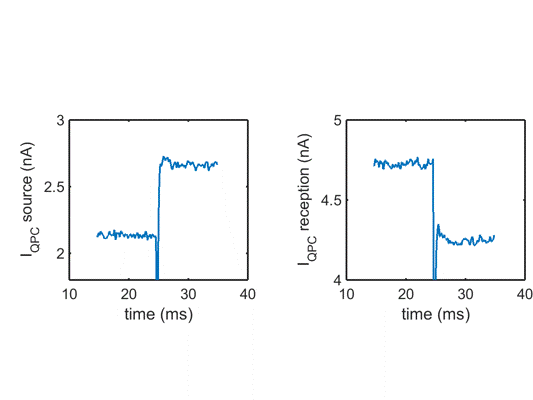 3
2.5
2
10 20 30 40
time (ms)
I_QPC source (nA)
5
4.5
4
10 20 30 40
time (ms)
I_QPC reception (nA)